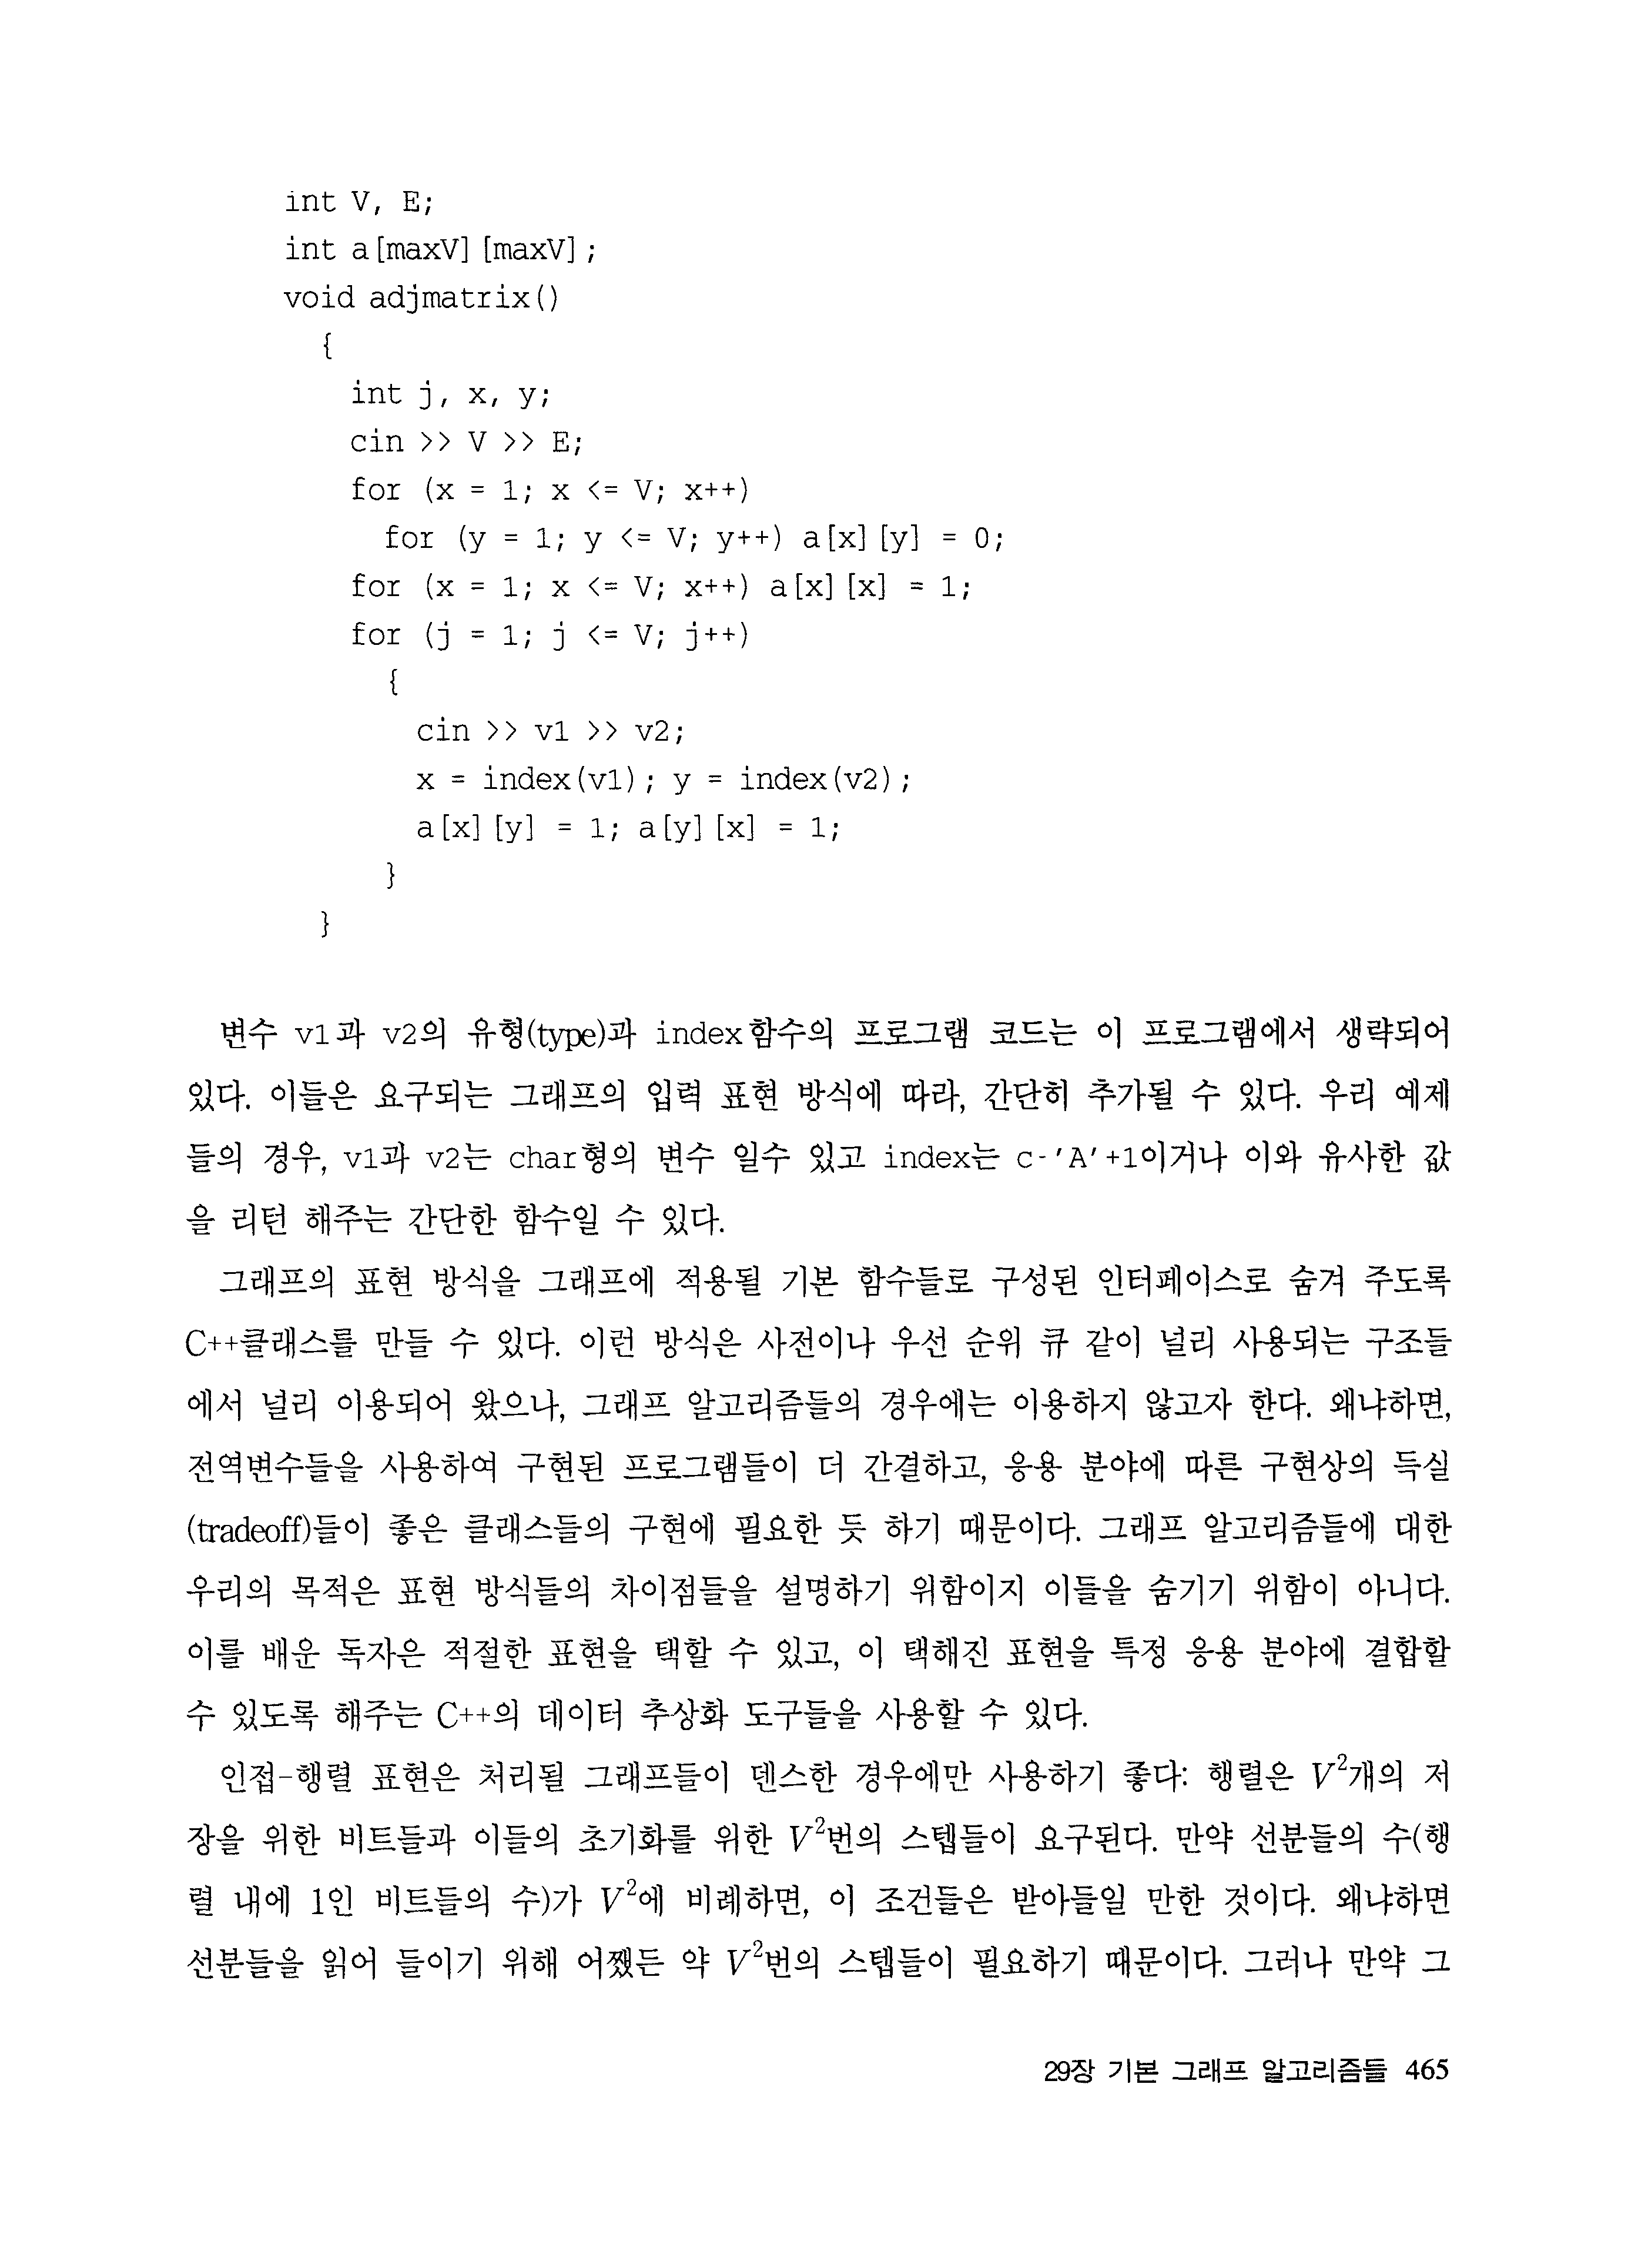 int V, E;
int a[maxV][maxV];
void adjmatrix()
{
int j, x, y;
cin >> V >> E;
for (x = 1; x <= V; x++)
for (y = 1; y <= V; y++) a[x][y] = 0;
for (x = 1; x <= V; x++) a[x][x] = 1;
for (j = 1; j <= V; j++)
{
cin >> v1 >> v2;
x = index(v1); y = index(v2);
a[x][y] = 1; a[y][x] = 1;
}
}
변수 v1과 v2의 유형(type)과 index함수의 프로그램 코드는 이 프로그램에서 생략되어
있다. 이들은 요구되는 그래프의 입력 표현 방식에 따라, 간단히 추가될 수 있다. 우리 예제
들의 경우, v1과 v2는 char형의 변수 일수 있고 index는 c-'A'+1이거나 이와 유사한 값
을 리턴 해주는 간단한 함수일 수 있다.
그래프의 표현 방식을 그래프에 적용될 기본 함수들로 구성된 인터페이스로 숨겨 주도록
C++클래스를 만들 수 있다. 이런 방식은 사전이나 우선 순위 큐 같이 널리 사용되는 구조들
에서 널리 이용되어 왔으나, 그래프 알고리즘들의 경우에는 이용하지 않고자 한다. 왜냐하면,
전역변수들을 사용하여 구현된 프로그램들이 더 간결하고, 응용 분야에 따른 구현상의 득실
(tradeoff)들이 좋은 클래스들의 구현에 필요한 듯 하기 때문이다. 그래프 알고리즘들에 대한
우리의 목적은 표현 방식들의 차이점들을 설명하기 위함이지 이들을 숨기기 위함이 아니다.
이를 배운 독자은 적절한 표현을 택할 수 있고, 이 택해진 표현을 특정 응용 분야에 결합할
수 있도록 해주는 C++의 데이터 추상화 도구들을 사용할 수 있다.
인접-행렬 표현은 처리될 그래프들이 덴스한 경우에만 사용하기 좋다: 행렬은 V²개의 저
장을 위한 비트들과 이들의 초기화를 위한 V²번의 스텝들이 요구된다. 만약 선분들의 수(행
렬 내에 1인 비트들의 수)가 V²에 비례하면, 이 조건들은 받아들일 만한 것이다. 왜냐하면
선분들을 읽어 들이기 위해 어쨌든 약 V²번의 스텝들이 필요하기 때문이다. 그러나 만약 그
29장 기본 그래프 알고리즘들 465